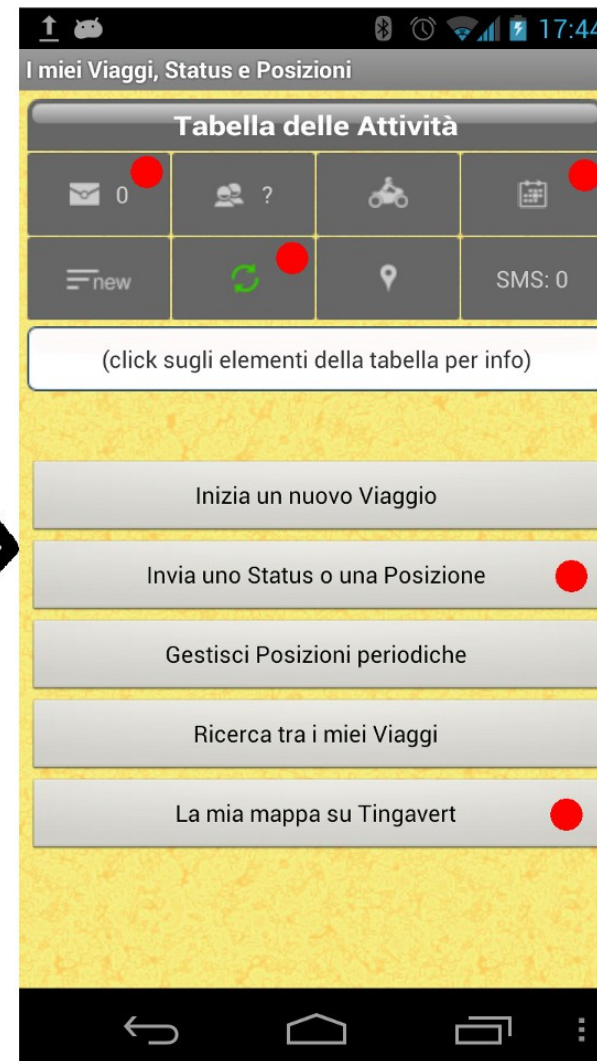 17:44
I miei Viaggi, Status e Posizioni
Tabella delle Attività
0
?
new
SMS: 0
(click sugli elementi della tabella per info)
Inizia un nuovo Viaggio
Invia uno Status o una Posizione
Gestisci Posizioni periodiche
Ricerca tra i miei Viaggi
La mia mappa su Tingavert